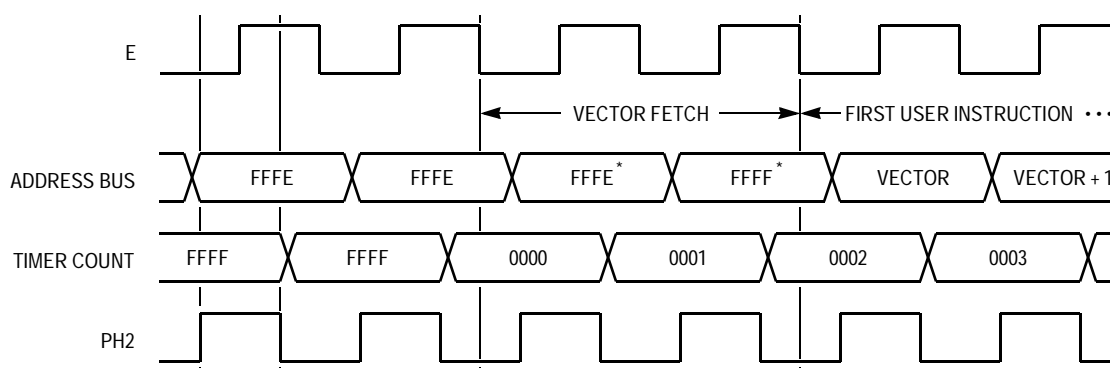 E
VECTOR FETCH FIRST USER INSTRUCTION •••
ADDRESS BUS FFFE FFFE FFFE* FFFF* VECTOR VECTOR + 1
TIMER COUNT FFFF FFFF 0000 0001 0002 0003
PH2